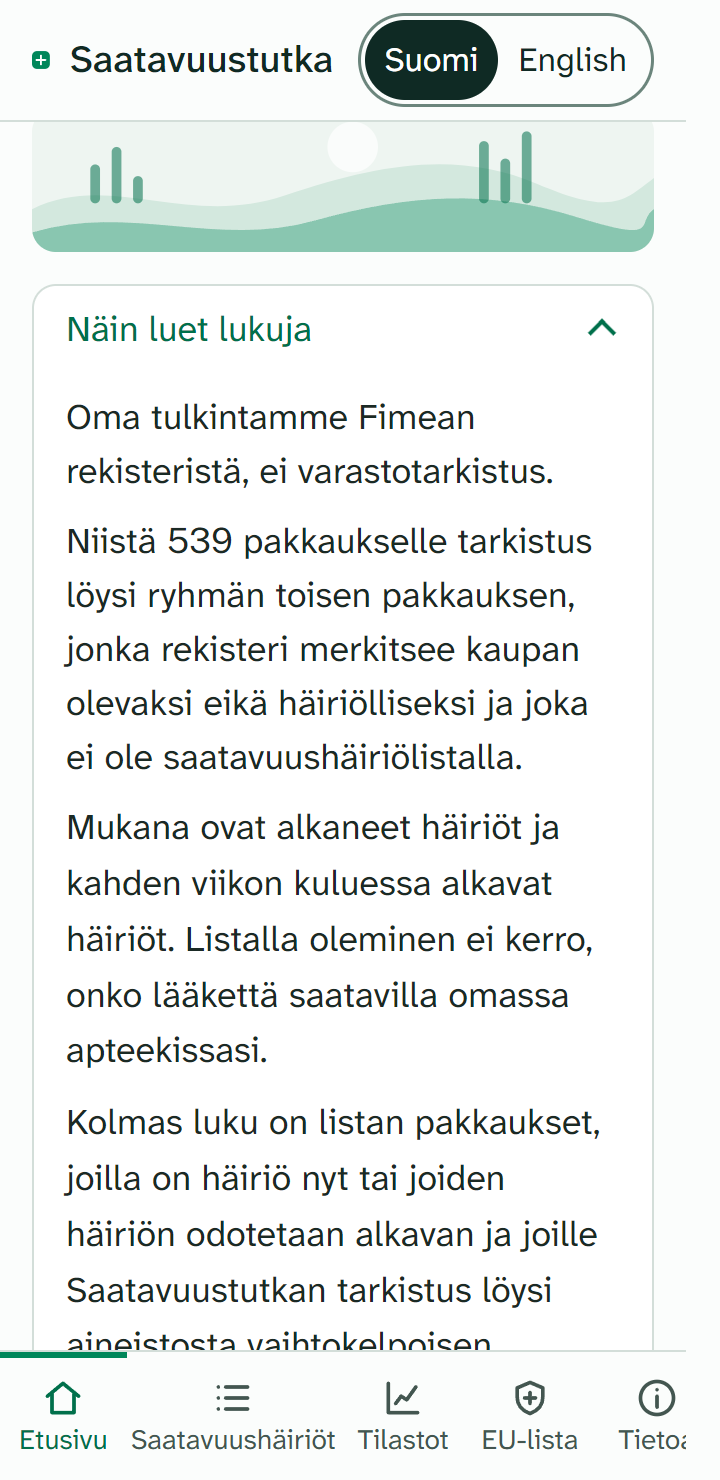 Saatavuustutka
Suomi
English
Näin luet lukuja
Oma tulkintamme Fimean
rekisteristä, ei varastotarkistus.
Niistä 539 pakkaukselle tarkistus
löysi ryhmän toisen pakkauksen,
jonka rekisteri merkitsee kaupan
olevaksi eikä häiriölliseksi ja joka
ei ole saatavuushäiriölistalla.
Mukana ovat alkaneet häiriöt ja
kahden viikon kuluessa alkavat
häiriöt. Listalla oleminen ei kerro,
onko lääkettä saatavilla omassa
apteekissasi.
Kolmas luku on listan pakkaukset,
joilla on häiriö nyt tai joiden
häiriön odotetaan alkavan ja joille
Saatavuustutkan tarkistus löysi
aineistosta vaihtokelpoisen
Etusivu
Saatavuushäiriöt
Tilastot
EU-lista